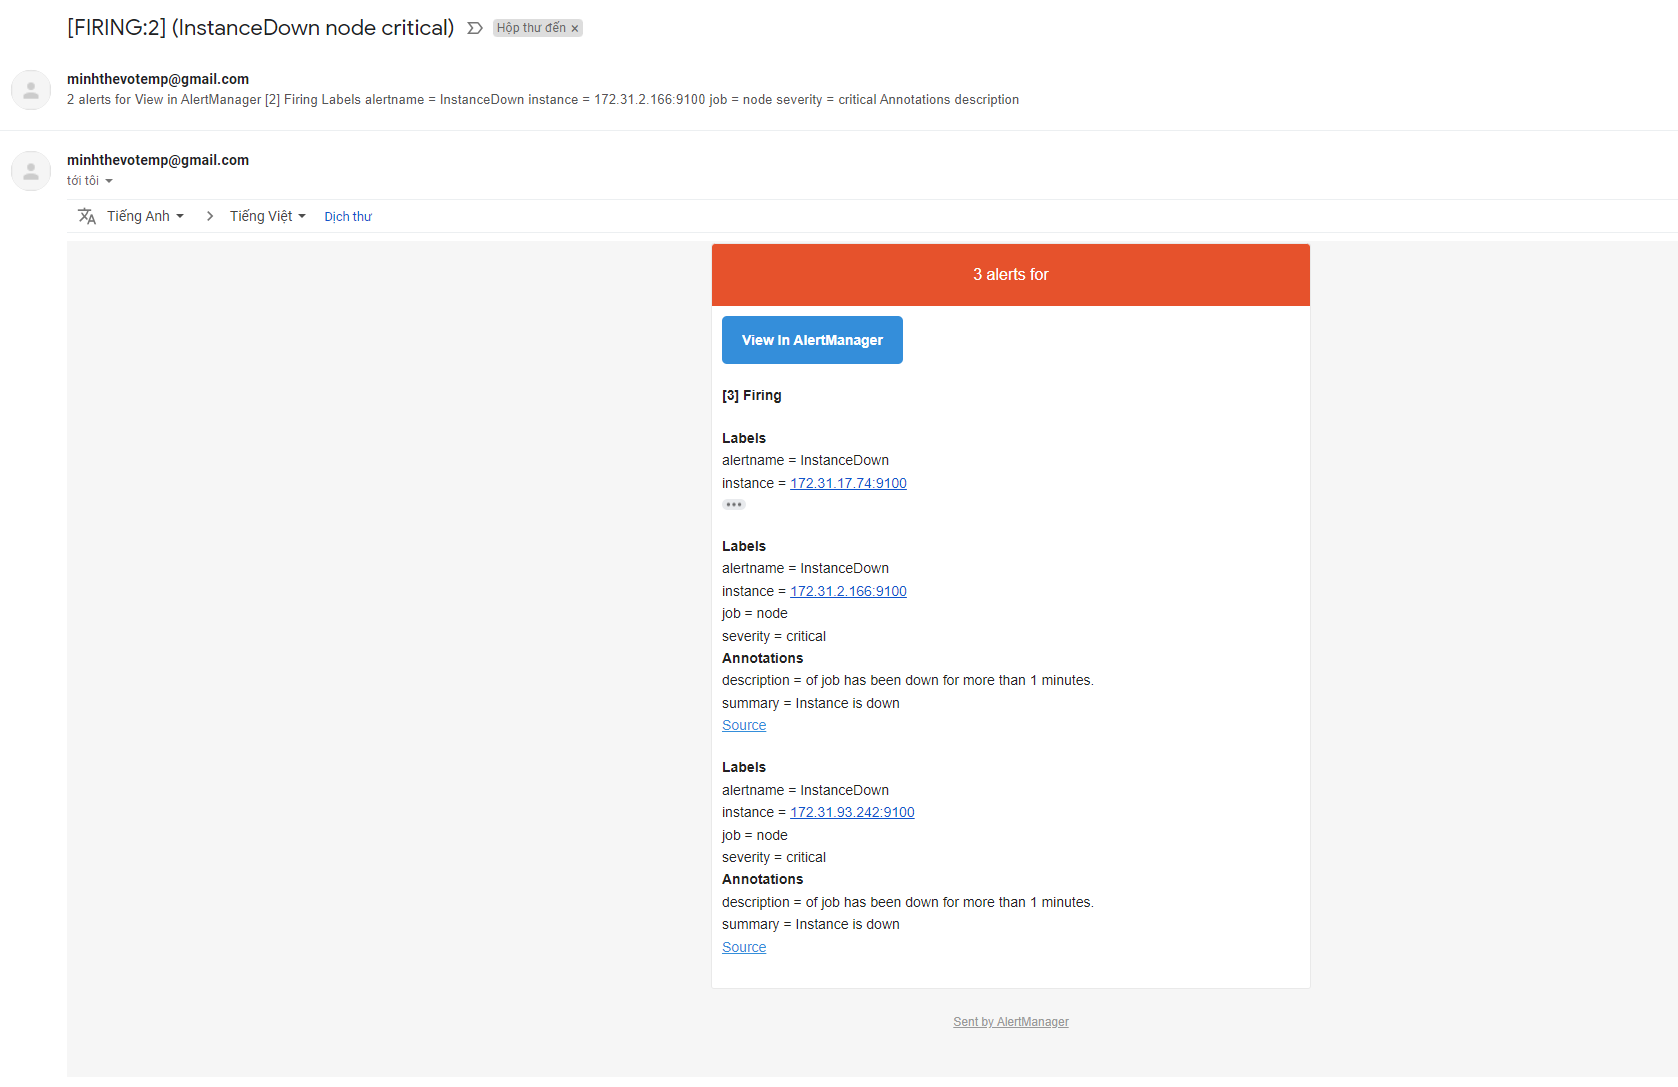 [FIRING:2] (InstanceDown node critical) Hộp thư đến ×
minhthevotemp@gmail.com
2 alerts for View in AlertManager [2] Firing Labels alertname = InstanceDown instance = 172.31.2.166:9100 job = node severity = critical Annotations description
minhthevotemp@gmail.com
tới tôi
Tiếng Anh > Tiếng Việt Dịch thư
3 alerts for
View In AlertManager
[3] Firing
Labels
alertname = InstanceDown
instance = 172.31.17.74:9100
•••
Labels
alertname = InstanceDown
instance = 172.31.2.166:9100
job = node
severity = critical
Annotations
description = of job has been down for more than 1 minutes.
summary = Instance is down
Source
Labels
alertname = InstanceDown
instance = 172.31.93.242:9100
job = node
severity = critical
Annotations
description = of job has been down for more than 1 minutes.
summary = Instance is down
Source
Sent by AlertManager